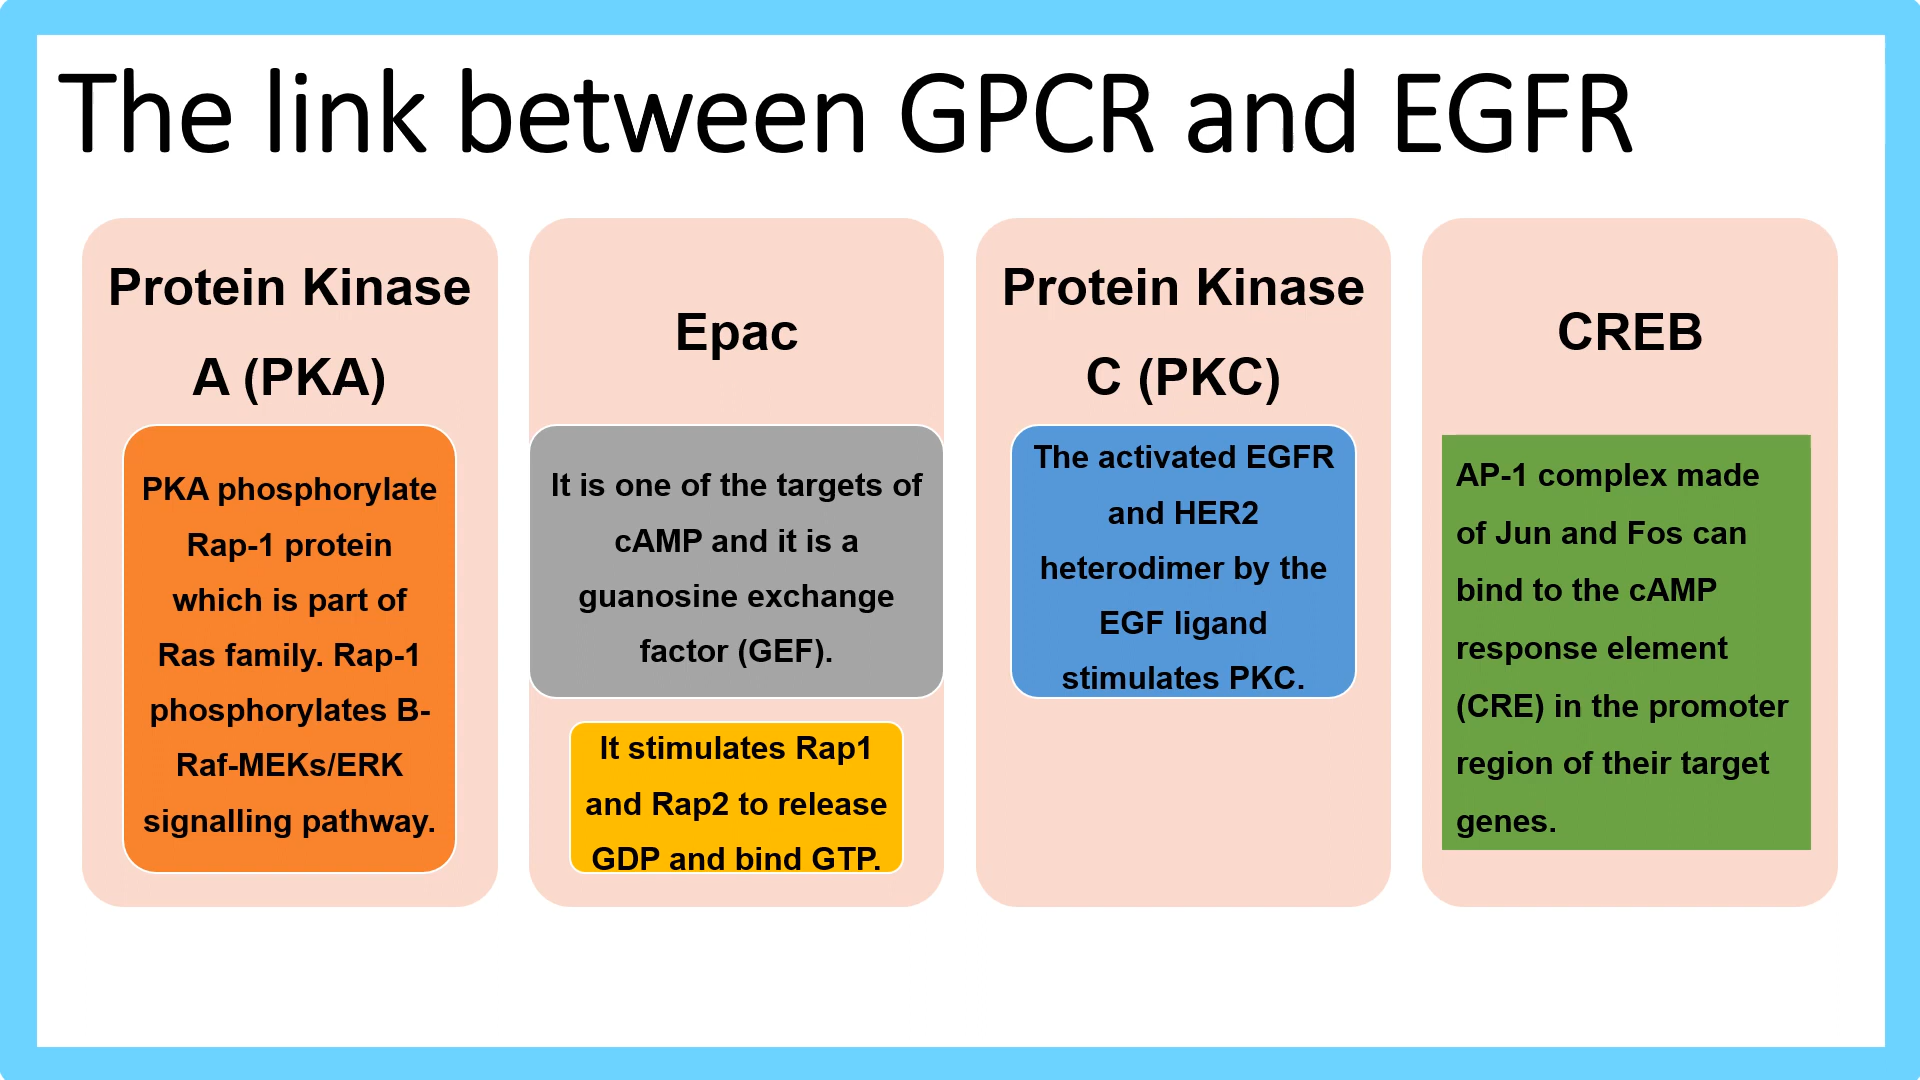 The link between GPCR and EGFR
Protein Kinase
A (PKA)
PKA phosphorylate
Rap-1 protein
which is part of
Ras family. Rap-1
phosphorylates B-
Raf-MEKs/ERK
signalling pathway.
Epac
It is one of the targets of
cAMP and it is a
guanosine exchange
factor (GEF).
It stimulates Rap1
and Rap2 to release
GDP and bind GTP.
Protein Kinase
C (PKC)
The activated EGFR
and HER2
heterodimer by the
EGF ligand
stimulates PKC.
CREB
AP-1 complex made
of Jun and Fos can
bind to the cAMP
response element
(CRE) in the promoter
region of their target
genes.